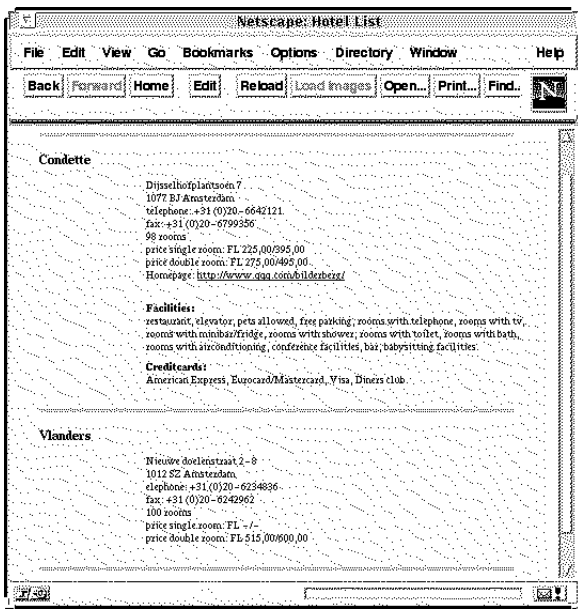 Netscape: Hotel List
File Edit View Go Bookmarks Options Directory Window Help
Back Forward Home Edit Reload Load Images Open... Print... Find..
N
Condette
Dijsselhofplantsoen 7
1077 BJ Amsterdam
telephone: +31 (0)20-6642121
fax: +31 (0)20-6799356
98 rooms
price single room: FL 225,00/395,00
price double room: FL 275,00/495,00
Homepage: http://www.qqq.com/bilderberg/
Facilities:
restaurant, elevator, pets allowed, free parking, rooms with telephone, rooms with tv,
rooms with minibar/fridge, rooms with shower, rooms with toilet, rooms with bath,
rooms with airconditioning, conference facilities, bar, babysitting facilities.
Creditcards:
American Express, Eurocard/Mastercard, Visa, Diners club
Vlanders
Nieuwe doelenstraat 2-8
1012 SZ Amsterdam
elephone: +31 (0)20-6234836
fax: +31 (0)20-6242962
100 rooms
price single room: FL -/-
price double room: FL 515,00/600,00